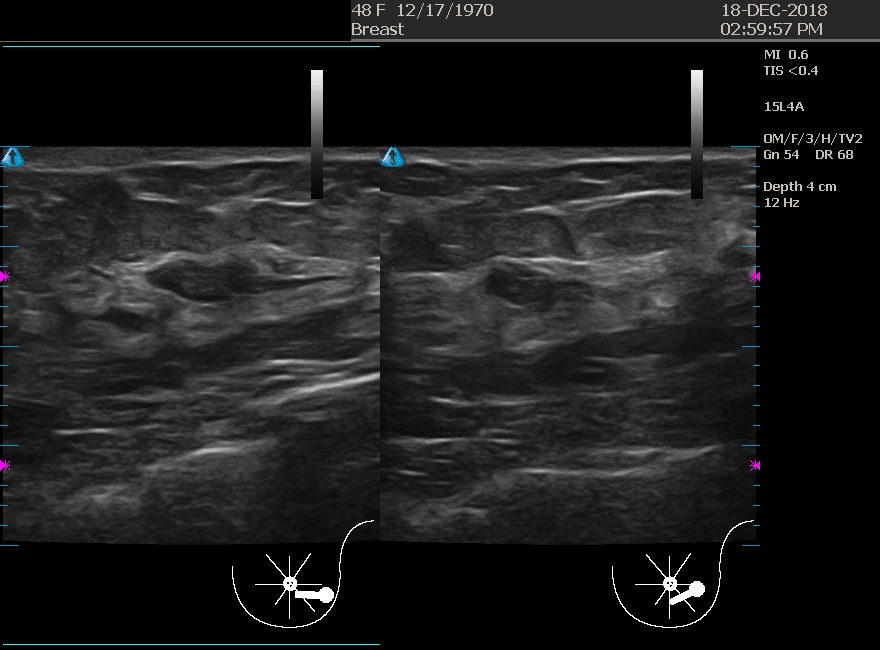 48 F 12/17/1970
18-DEC-2018
Breast
02:59:57 PM
MI 0.6
TIS <0.4
15L4A
OM/F/3/H/TV2
Gn 54 DR 68
Depth 4 cm
12 Hz